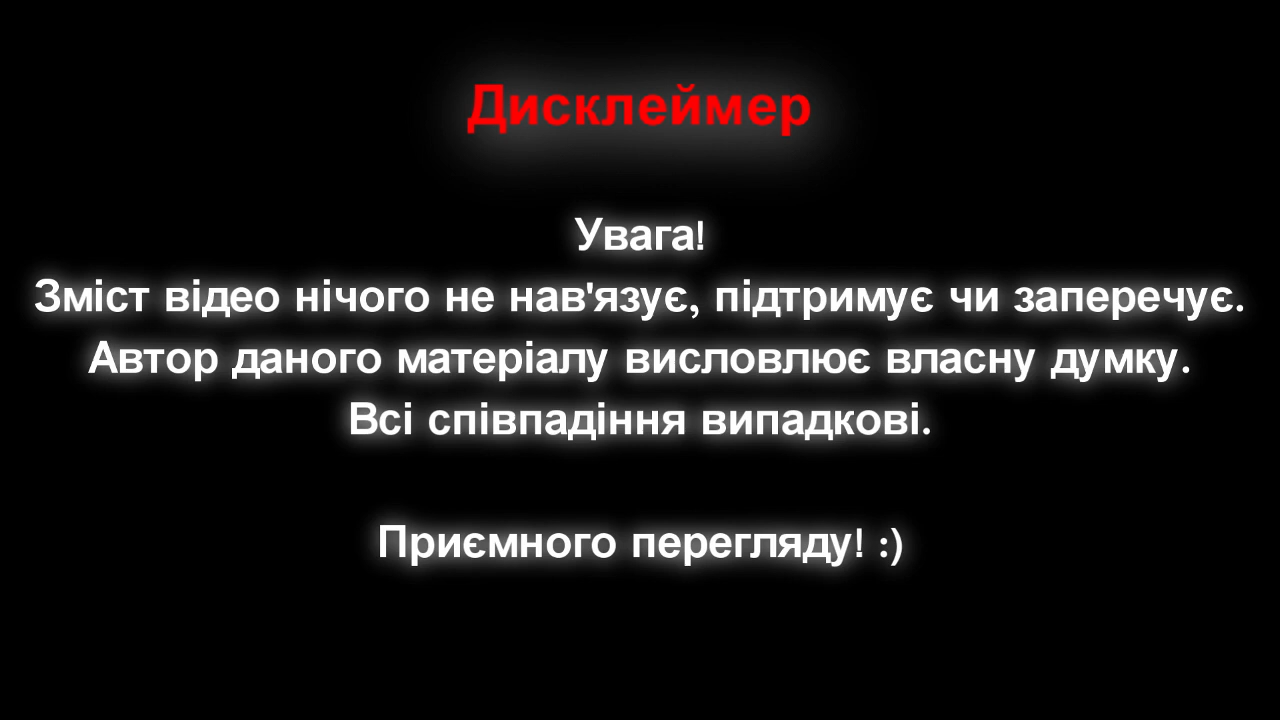 Дисклеймер
Увага!
Зміст відео нічого не нав'язує, підтримує чи заперечує.
Автор даного матеріалу висловлює власну думку.
Всі співпадіння випадкові.
Приємного перегляду! :)